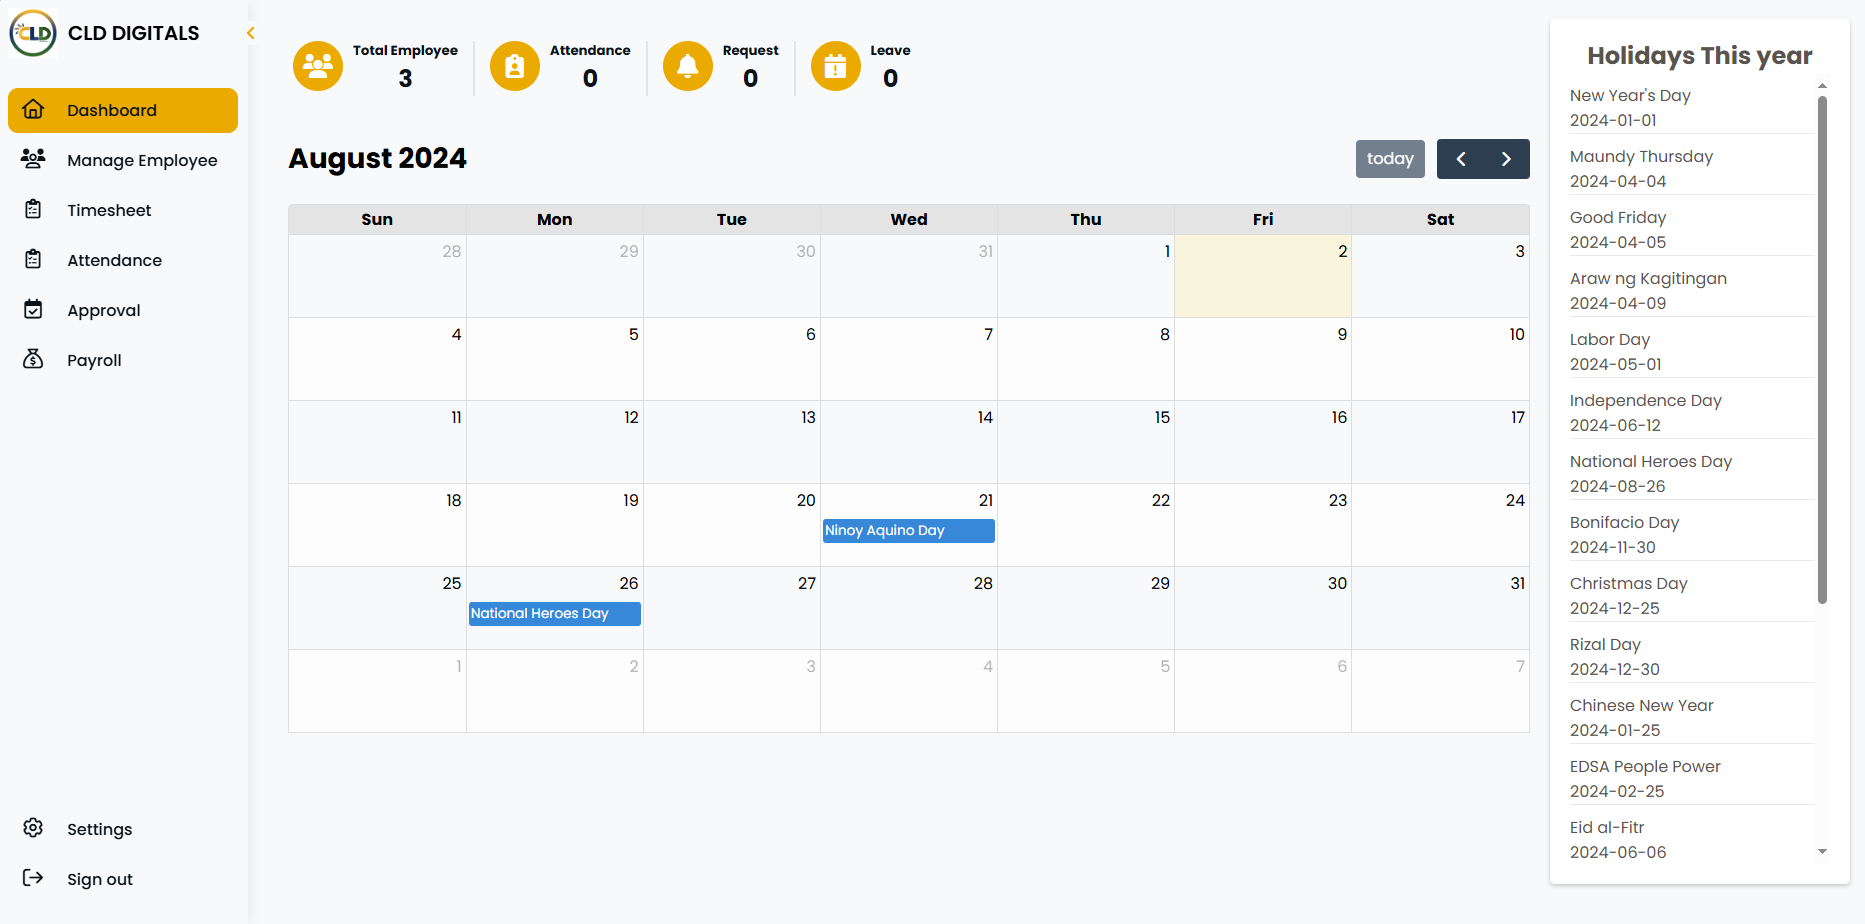 CLD
CLD DIGITALS
Dashboard
Manage Employee
Timesheet
Attendance
Approval
Payroll
Settings
Sign out
Total Employee
3
Attendance
0
Request
0
Leave
0
August 2024
today
Sun Mon Tue Wed Thu Fri Sat
28 29 30 31 1 2 3
4 5 6 7 8 9 10
11 12 13 14 15 16 17
18 19 20 21 22 23 24
Ninoy Aquino Day
25 26 27 28 29 30 31
National Heroes Day
1 2 3 4 5 6 7
Holidays This year
New Year's Day
2024-01-01
Maundy Thursday
2024-04-04
Good Friday
2024-04-05
Araw ng Kagitingan
2024-04-09
Labor Day
2024-05-01
Independence Day
2024-06-12
National Heroes Day
2024-08-26
Bonifacio Day
2024-11-30
Christmas Day
2024-12-25
Rizal Day
2024-12-30
Chinese New Year
2024-01-25
EDSA People Power
2024-02-25
Eid al-Fitr
2024-06-06